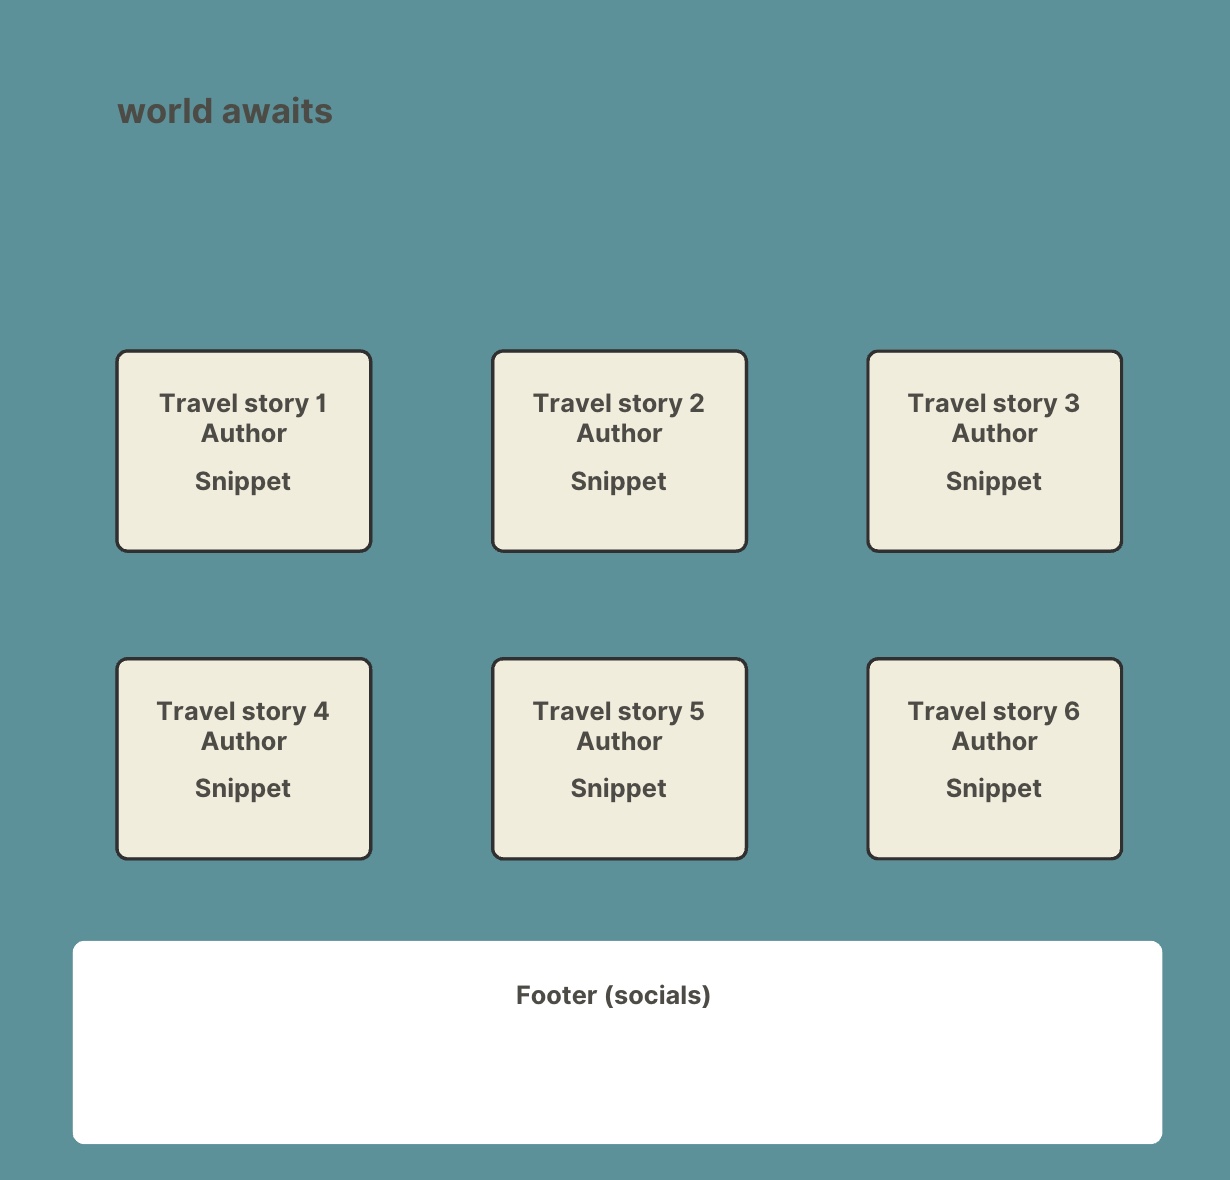 world awaits
Travel story 1
Author
Snippet
Travel story 2
Author
Snippet
Travel story 3
Author
Snippet
Travel story 4
Author
Snippet
Travel story 5
Author
Snippet
Travel story 6
Author
Snippet
Footer (socials)